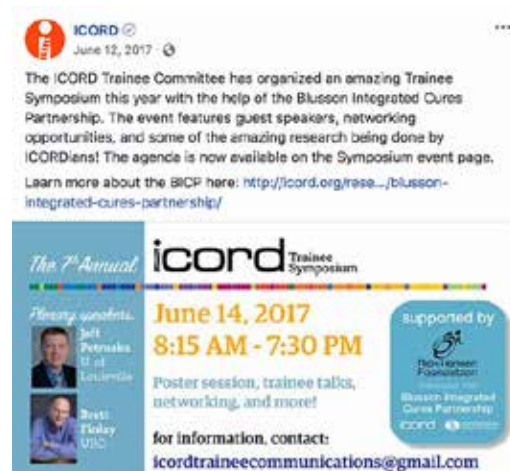 ICORD
June 12, 2017
The ICORD Trainee Committee has organized an amazing Trainee
Symposium this year with the help of the Blusson Integrated Cures
Partnership. The event features guest speakers, networking
opportunities, and some of the amazing research being done by
ICORDians! The agenda is now available on the Symposium event page.
Learn more about the BICP here: http://icord.org/rese.../blusson-
integrated-cures-partnership/
The 7th Annual
icord Trainee
Symposium
Plenary speakers:
Jeff
Petruska
U of
Louisville
Brett
Finlay
UBC
June 14, 2017
8:15 AM - 7:30 PM
Poster session, trainee talks,
networking, and more!
for information, contact:
icordtraineecommunications@gmail.com
supported by
Rick Hansen
Foundation
Blusson Integrated
Cures Partnership
icord